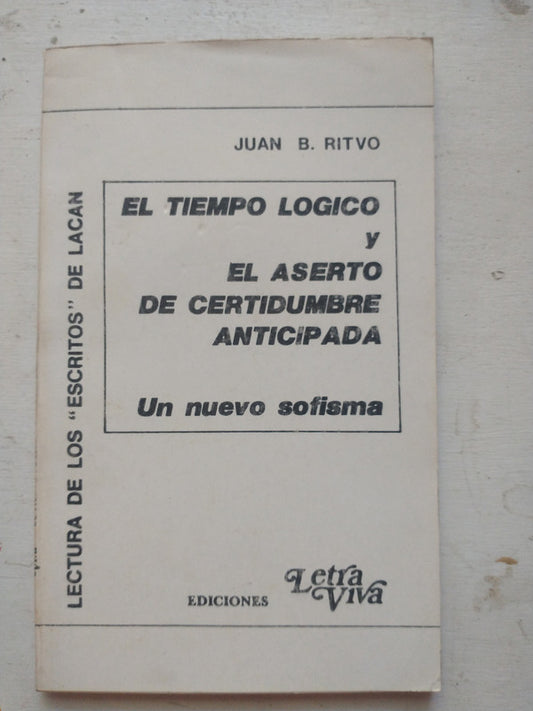 JUAN B. RITVO
EL TIEMPO LOGICO
y
EL ASERTO
DE CERTIDUMBRE
ANTICIPADA
Un nuevo sofisma
LECTURA DE LOS "ESCRITOS" DE LACAN
EDICIONES
Letra
Viva